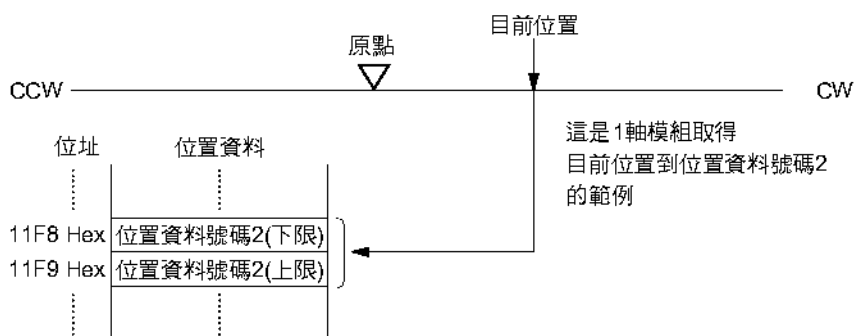 目前位置
原點
CCW
CW
這是1軸模組取得
目前位置到位置資料號碼2
的範例
位址 位置資料
11F8 Hex 位置資料號碼2(下限)
11F9 Hex 位置資料號碼2(上限)